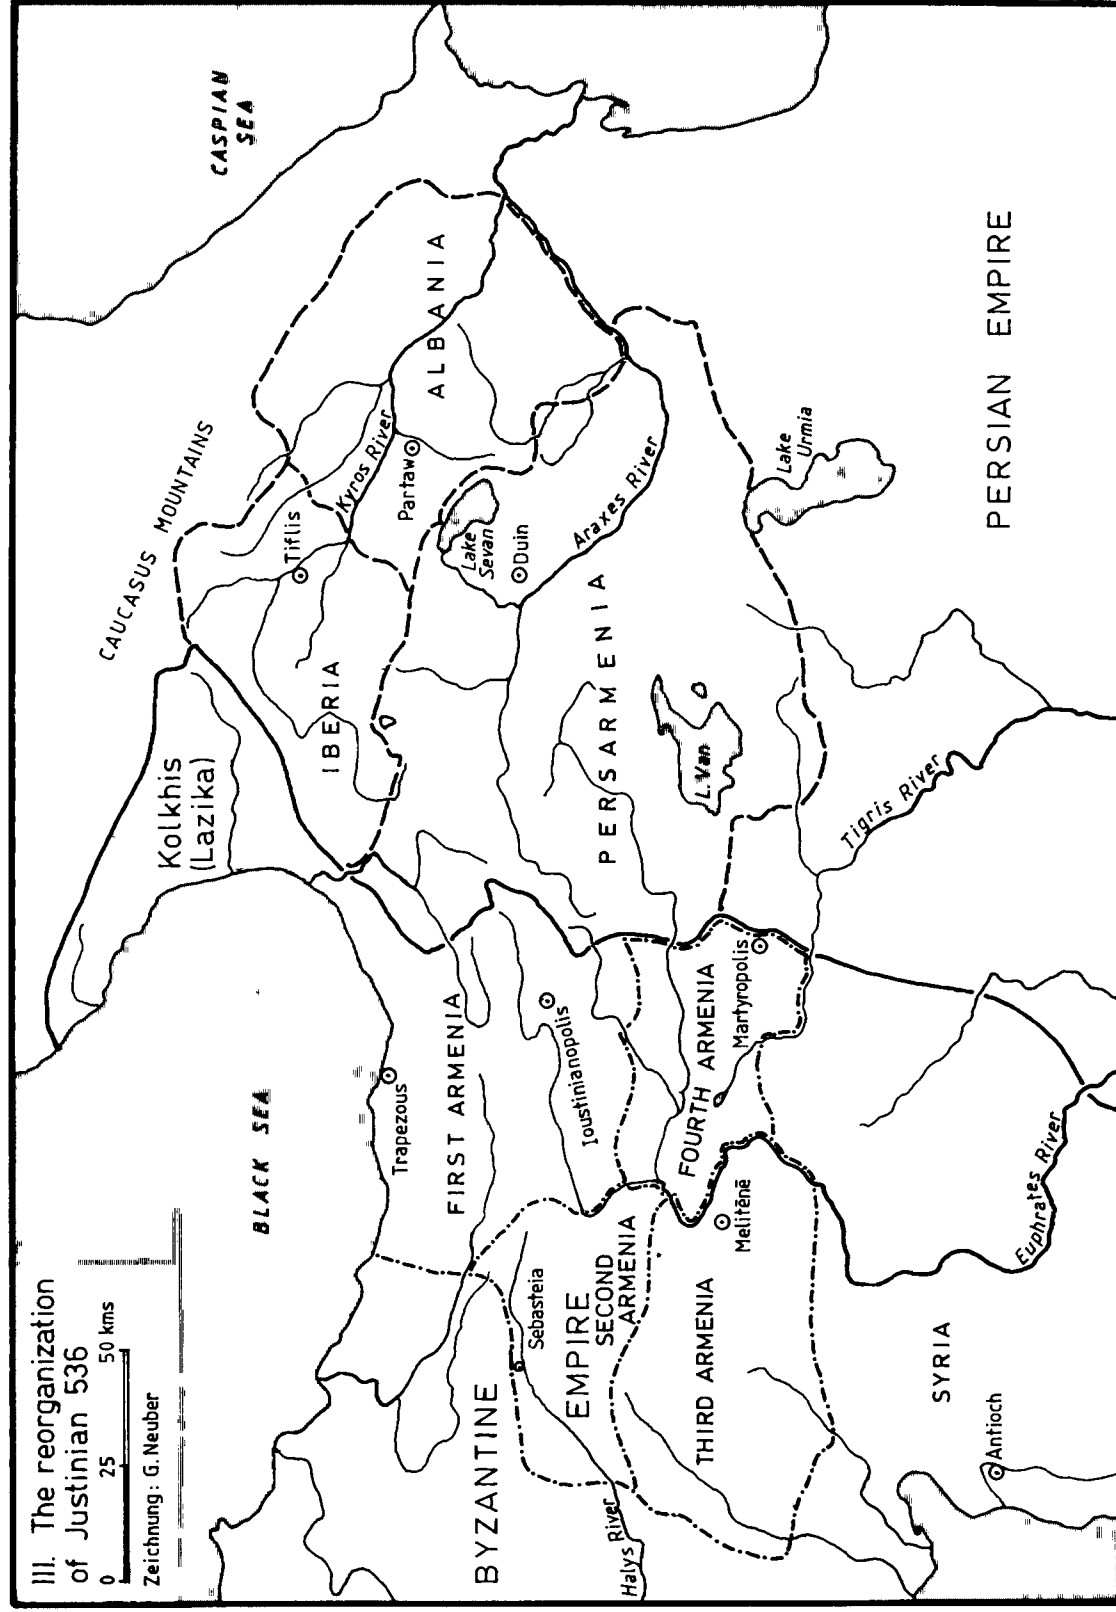 III. The reorganization
of Justinian 536
0 25 50 kms
Zeichnung: G. Neuber
BLACK SEA
CASPIAN
SEA
CAUCASUS MOUNTAINS
Kolkhis
(Lazika)
Tiflis
IBERIA
Kyros River
Partaw
ALBANIA
Trapezous
Lake
Sevan
Duin
Araxes River
FIRST ARMENIA
Ioustinianopolis
PERSARMENIA
BYZANTINE
EMPIRE
Sebasteia
SECOND
ARMENIA
Halys River
FOURTH ARMENIA
Martyropolis
L. Van
Lake
Urmia
THIRD ARMENIA
Melitēnē
Tigris River
PERSIAN EMPIRE
SYRIA
Antioch
Euphrates River